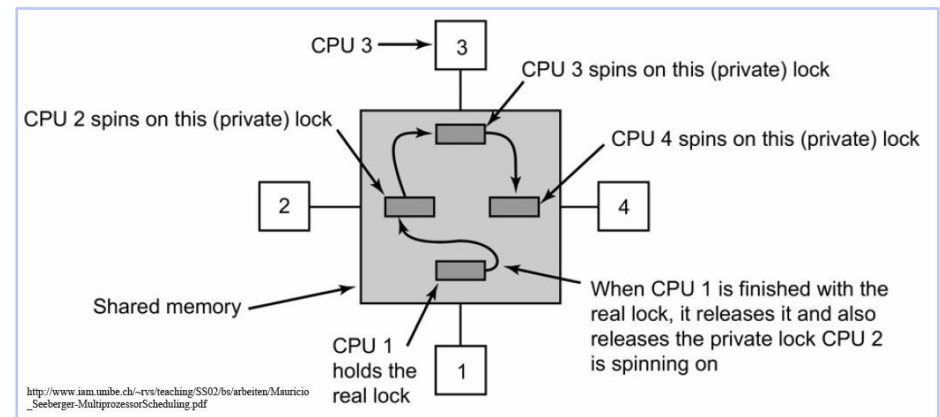 CPU 3
3
CPU 3 spins on this (private) lock
CPU 2 spins on this (private) lock
CPU 4 spins on this (private) lock
2
4
Shared memory
When CPU 1 is finished with the
real lock, it releases it and also
releases the private lock CPU 2
is spinning on
CPU 1
holds the
real lock
1
http://www.iam.unibe.ch/~rvs/teaching/SS02/bs/arbeiten/Mauricio
_Seeberger-MultiprozessorScheduling.pdf